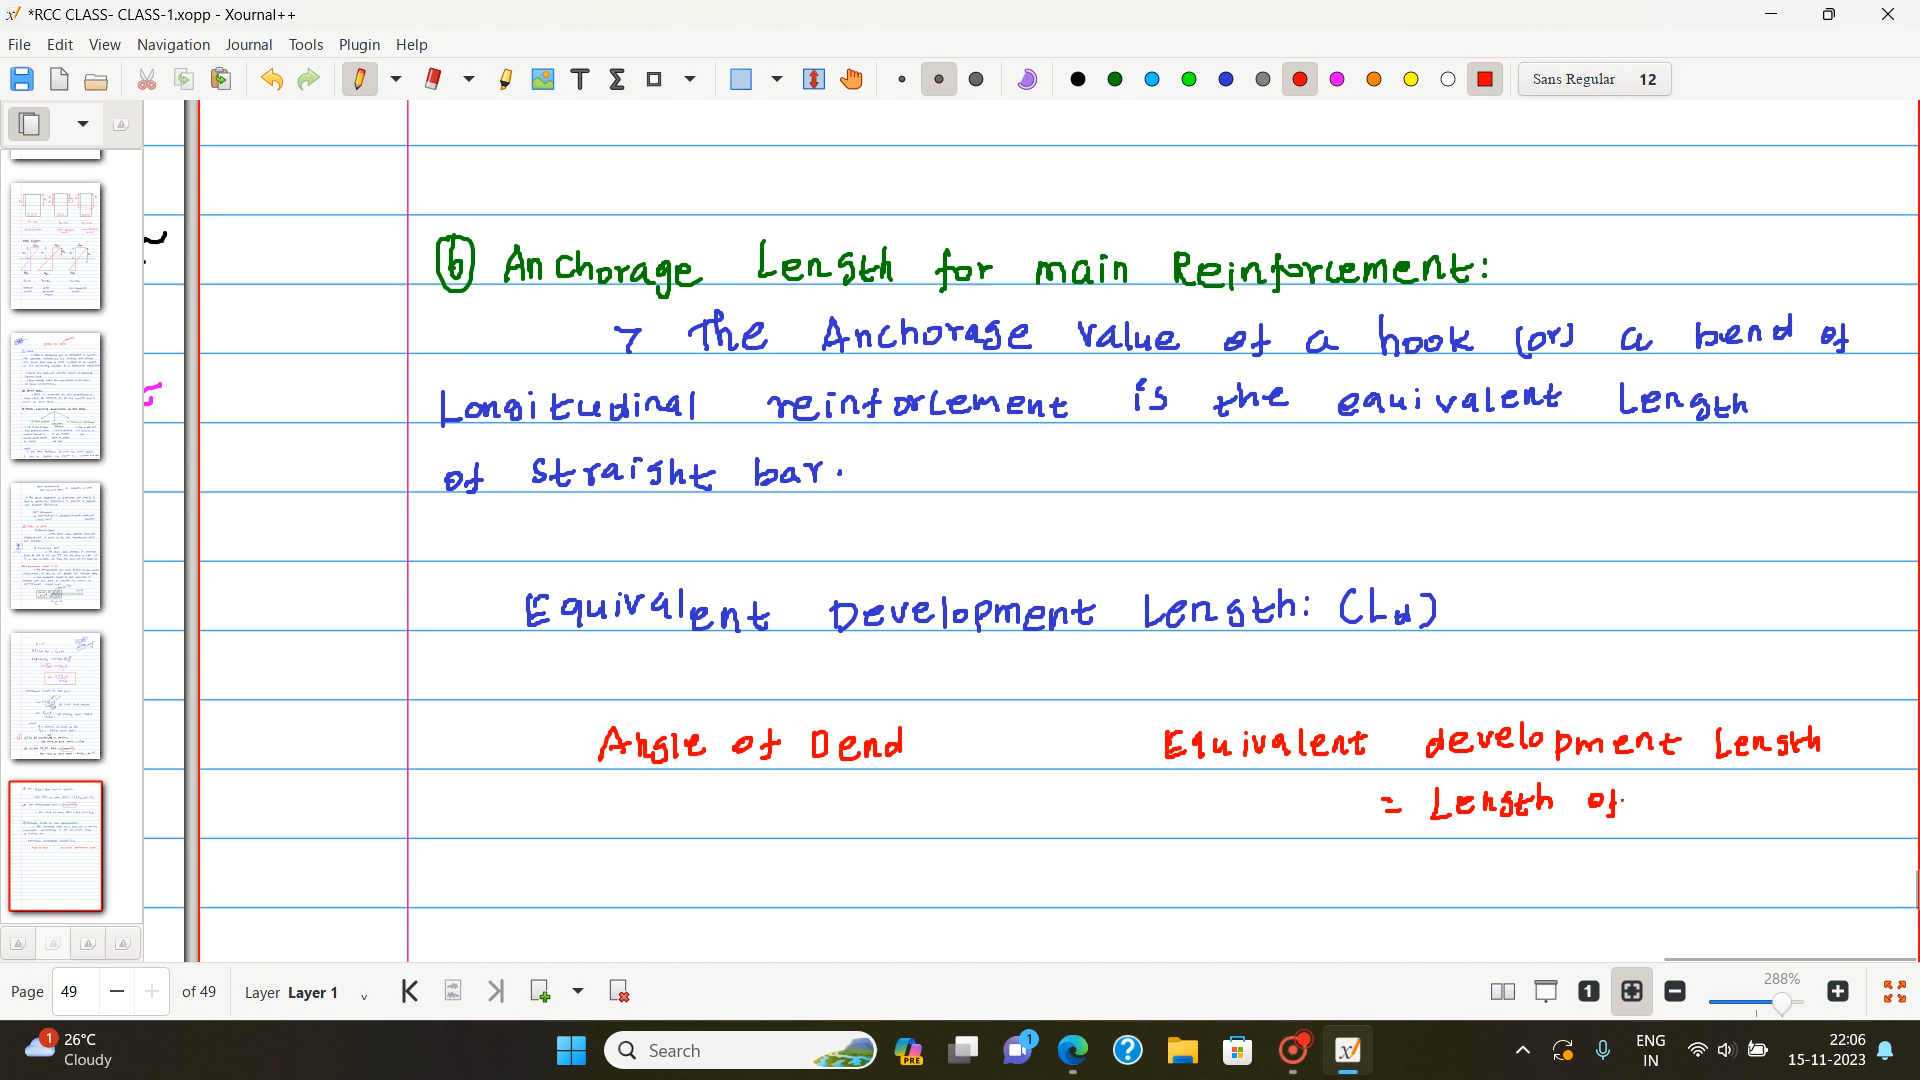 *RCC CLASS- CLASS-1.xopp - Xournal++
File Edit View Navigation Journal Tools Plugin Help
Sans Regular 12
⑥ Anchorage Length for main Reinforcement:
> The Anchorage value of a hook (or) a bend of
Longitudinal reinforcement is the equivalent Length
of straight bar.
Equivalent Development Length: (Ld)
Angle of Bend Equivalent development Length
= Length of
Page 49 of 49 Layer Layer 1 288%
1 26°C
Cloudy
Search
PRE
1
ENG
IN
22:06
15-11-2023